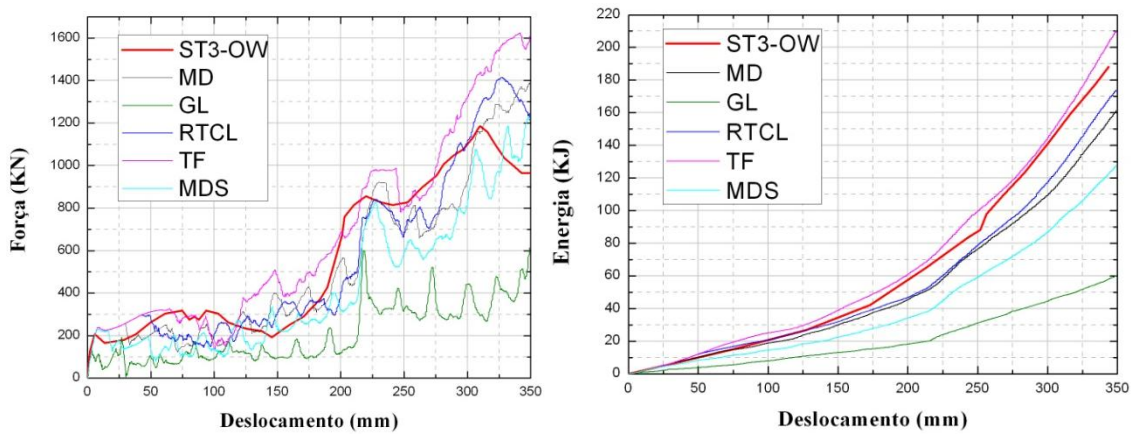 1600
1400
1200
1000
800
600
400
200
0
Força (KN)
ST3-OW
MD
GL
RTCL
TF
MDS
0 50 100 150 200 250 300 350
Deslocamento (mm)
220
200
180
160
140
120
100
80
60
40
20
0
Energia (KJ)
ST3-OW
MD
GL
RTCL
TF
MDS
0 50 100 150 200 250 300 350
Deslocamento (mm)